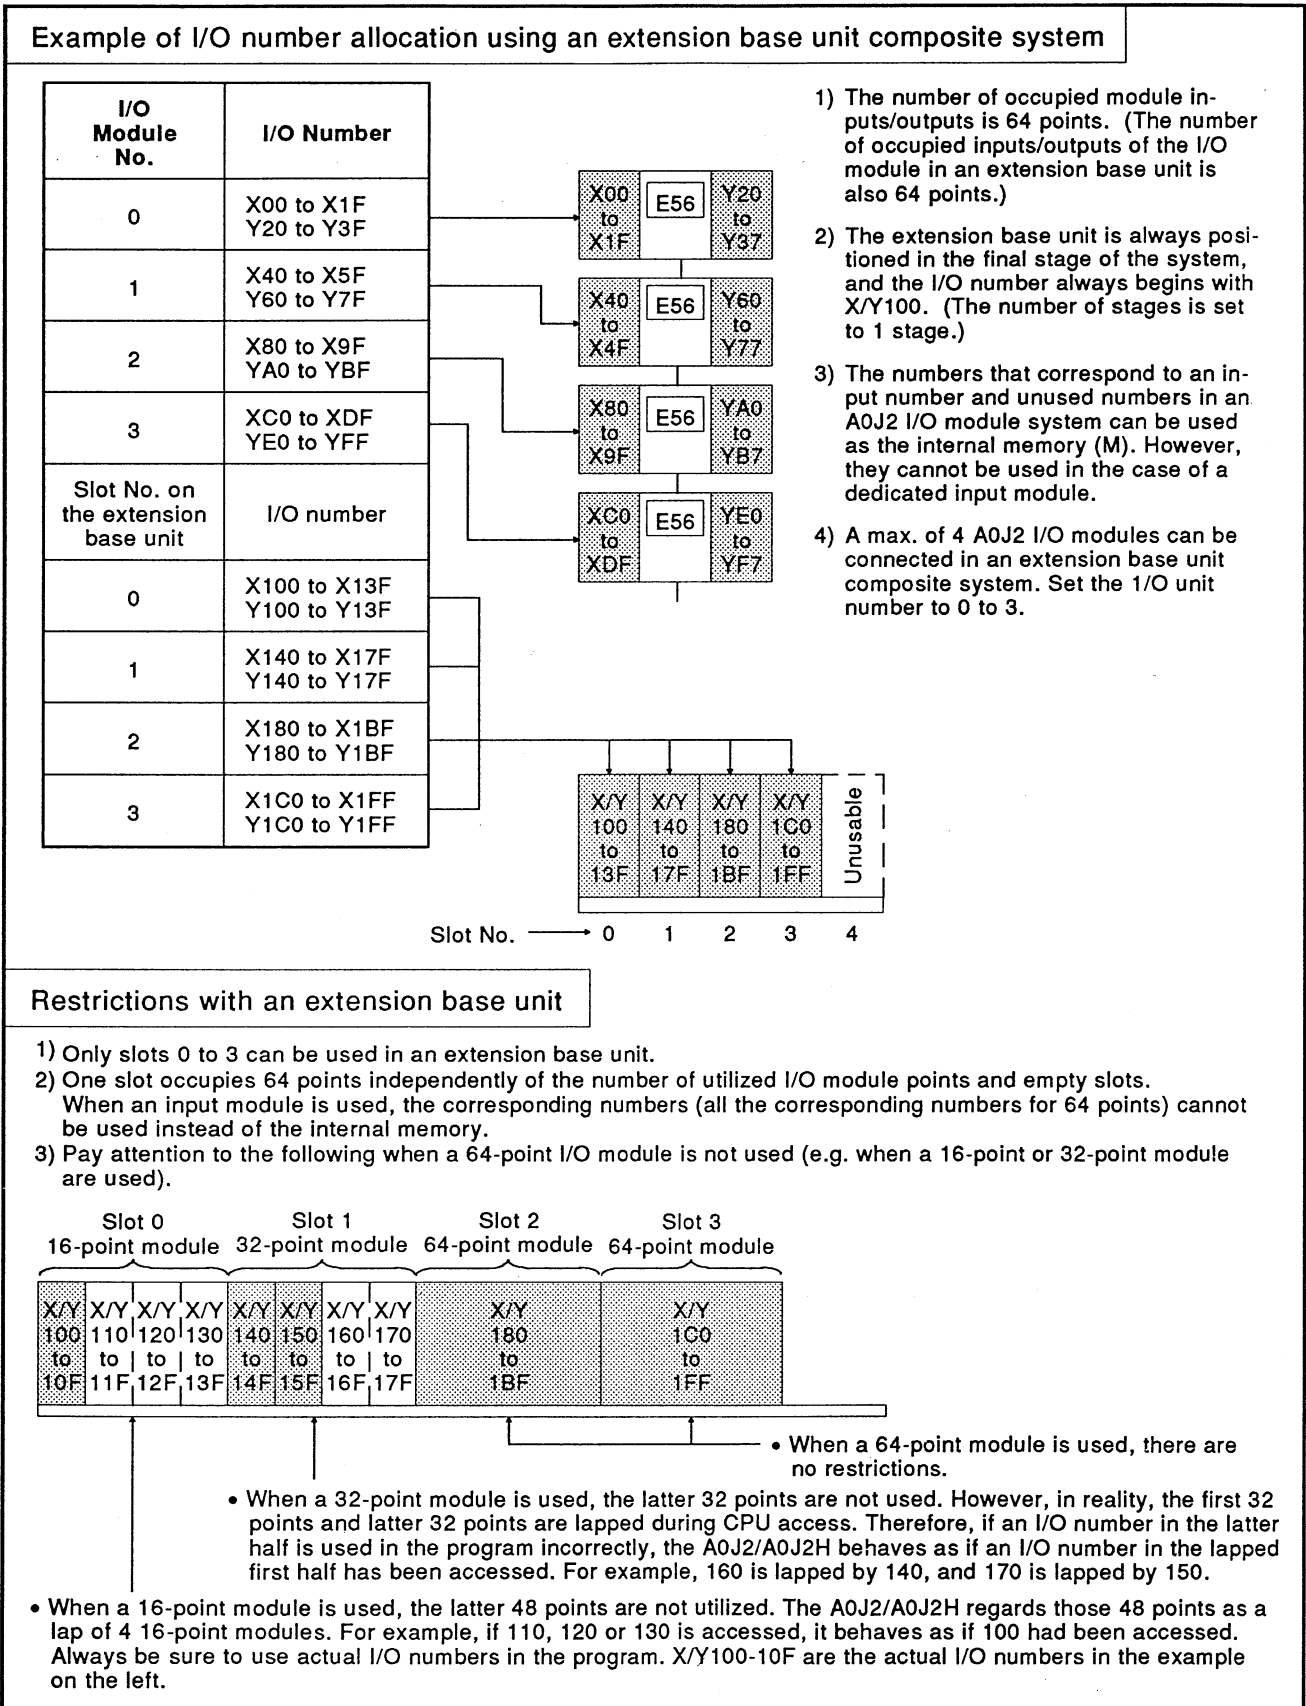 Example of I/O number allocation using an extension base unit composite system
I/O
Module
No.
I/O Number
0
X00 to X1F
Y20 to Y3F
1
X40 to X5F
Y60 to Y7F
2
X80 to X9F
YA0 to YBF
3
XC0 to XDF
YE0 to YFF
Slot No. on
the extension
base unit
I/O number
0
X100 to X13F
Y100 to Y13F
1
X140 to X17F
Y140 to Y17F
2
X180 to X1BF
Y180 to Y1BF
3
X1C0 to X1FF
Y1C0 to Y1FF
X00
to
X1F
E56
Y20
to
Y37
X40
to
X4F
E56
Y60
to
Y77
X80
to
X9F
E56
YA0
to
YB7
XC0
to
XDF
E56
YE0
to
YF7
1) The number of occupied module in-
puts/outputs is 64 points. (The number
of occupied inputs/outputs of the I/O
module in an extension base unit is
also 64 points.)
2) The extension base unit is always posi-
tioned in the final stage of the system,
and the I/O number always begins with
X/Y100. (The number of stages is set
to 1 stage.)
3) The numbers that correspond to an in-
put number and unused numbers in an
A0J2 I/O module system can be used
as the internal memory (M). However,
they cannot be used in the case of a
dedicated input module.
4) A max. of 4 A0J2 I/O modules can be
connected in an extension base unit
composite system. Set the 1/O unit
number to 0 to 3.
X/Y
100
to
13F
X/Y
140
to
17F
X/Y
180
to
1BF
X/Y
1C0
to
1FF
Unusable
Slot No. 0 1 2 3 4
Restrictions with an extension base unit
1) Only slots 0 to 3 can be used in an extension base unit.
2) One slot occupies 64 points independently of the number of utilized I/O module points and empty slots.
When an input module is used, the corresponding numbers (all the corresponding numbers for 64 points) cannot
be used instead of the internal memory.
3) Pay attention to the following when a 64-point I/O module is not used (e.g. when a 16-point or 32-point module
are used).
Slot 0 Slot 1 Slot 2 Slot 3
16-point module 32-point module 64-point module 64-point module
X/Y X/Y X/Y X/Y X/Y X/Y X/Y X/Y X/Y X/Y
100 110 120 130 140 150 160 170 180 1C0
to to to to to to to to to to
10F 11F 12F 13F 14F 15F 16F 17F 1BF 1FF
• When a 64-point module is used, there are
no restrictions.
• When a 32-point module is used, the latter 32 points are not used. However, in reality, the first 32
points and latter 32 points are lapped during CPU access. Therefore, if an I/O number in the latter
half is used in the program incorrectly, the A0J2/A0J2H behaves as if an I/O number in the lapped
first half has been accessed. For example, 160 is lapped by 140, and 170 is lapped by 150.
• When a 16-point module is used, the latter 48 points are not utilized. The A0J2/A0J2H regards those 48 points as a
lap of 4 16-point modules. For example, if 110, 120 or 130 is accessed, it behaves as if 100 had been accessed.
Always be sure to use actual I/O numbers in the program. X/Y100-10F are the actual I/O numbers in the example
on the left.